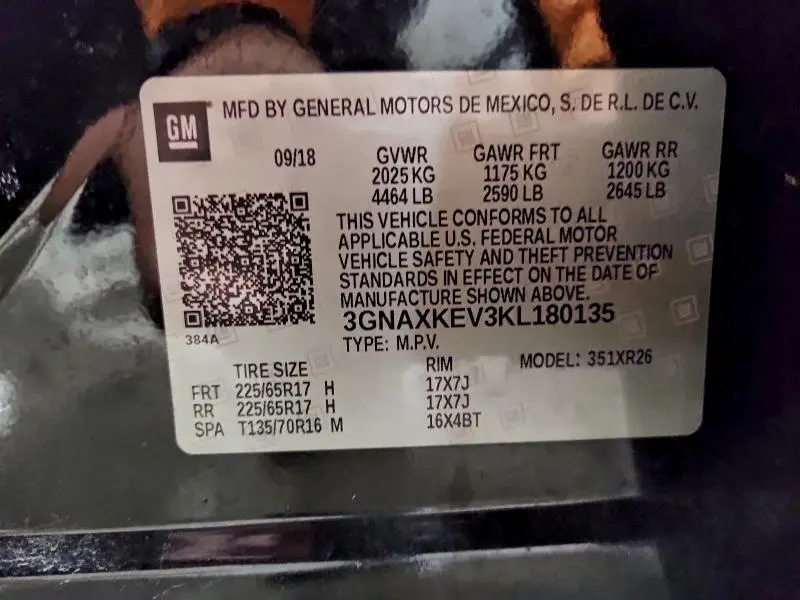 GM MFD BY GENERAL MOTORS DE MEXICO, S. DE R.L. DE C.V.
09/18 GVWR GAWR FRT GAWR RR
2025 KG 1175 KG 1200 KG
4464 LB 2590 LB 2645 LB
THIS VEHICLE CONFORMS TO ALL
APPLICABLE U.S. FEDERAL MOTOR
VEHICLE SAFETY AND THEFT PREVENTION
STANDARDS IN EFFECT ON THE DATE OF
MANUFACTURE SHOWN ABOVE.
3GNAXKEV3KL180135
384A
TYPE: M.P.V. MODEL: 351XR26
TIRE SIZE RIM
FRT 225/65R17 H 17X7J
RR 225/65R17 H 17X7J
SPA T135/70R16 M 16X4BT